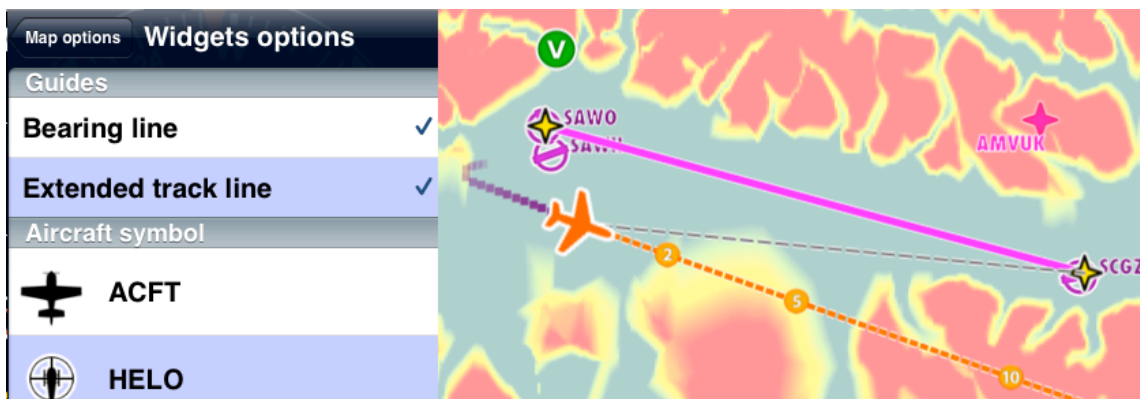 Map options
Widgets options
Guides
Bearing line
Extended track line
Aircraft symbol
ACFT
HELO
V
SAWO
AMVUK
SCGZ
2
5
10